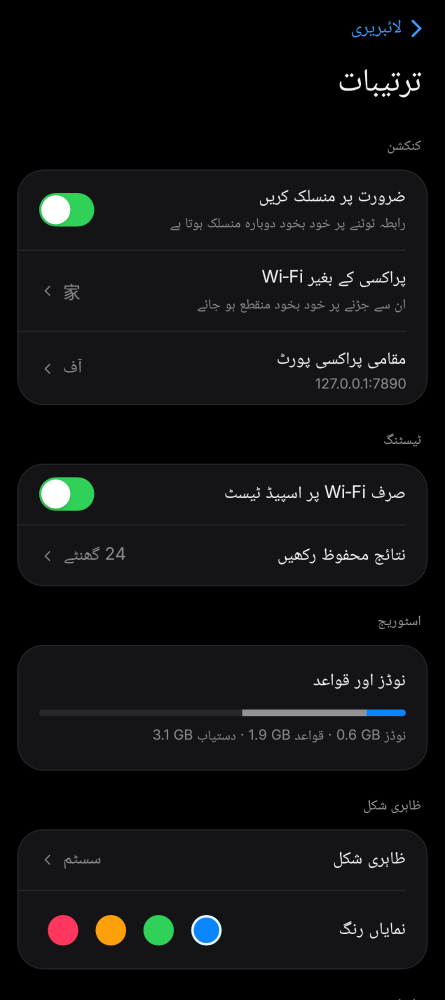 لائبریری
ترتیبات
کنکشن
ضرورت پر منسلک کریں
رابطہ ٹوٹنے پر خود بخود دوبارہ منسلک ہوتا ہے
پراکسی کے بغیر Wi-Fi
家
ان سے جڑنے پر خود بخود منقطع ہو جائے
مقامی پراکسی پورٹ
آف
127.0.0.1:7890
ٹیسٹنگ
صرف Wi-Fi پر اسپیڈ ٹیسٹ
نتائج محفوظ رکھیں
24 گھنٹے
اسٹوریج
نوڈز اور قواعد
نوڈز 0.6 GB · قواعد 1.9 GB · دستیاب 3.1 GB
ظاہری شکل
ظاہری شکل
سسٹم
نمایاں رنگ